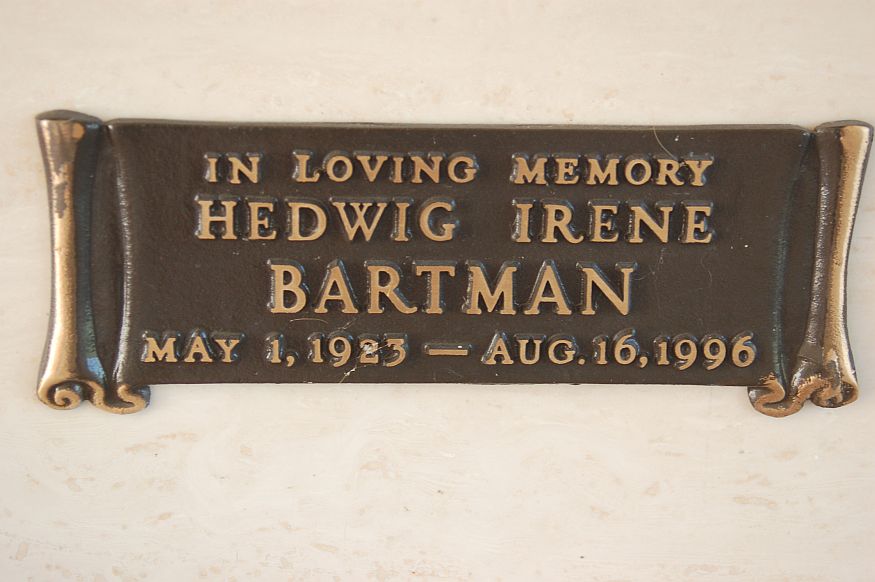 IN LOVING MEMORY
HEDWIG IRENE
BARTMAN
MAY 1, 1923 — AUG. 16, 1996